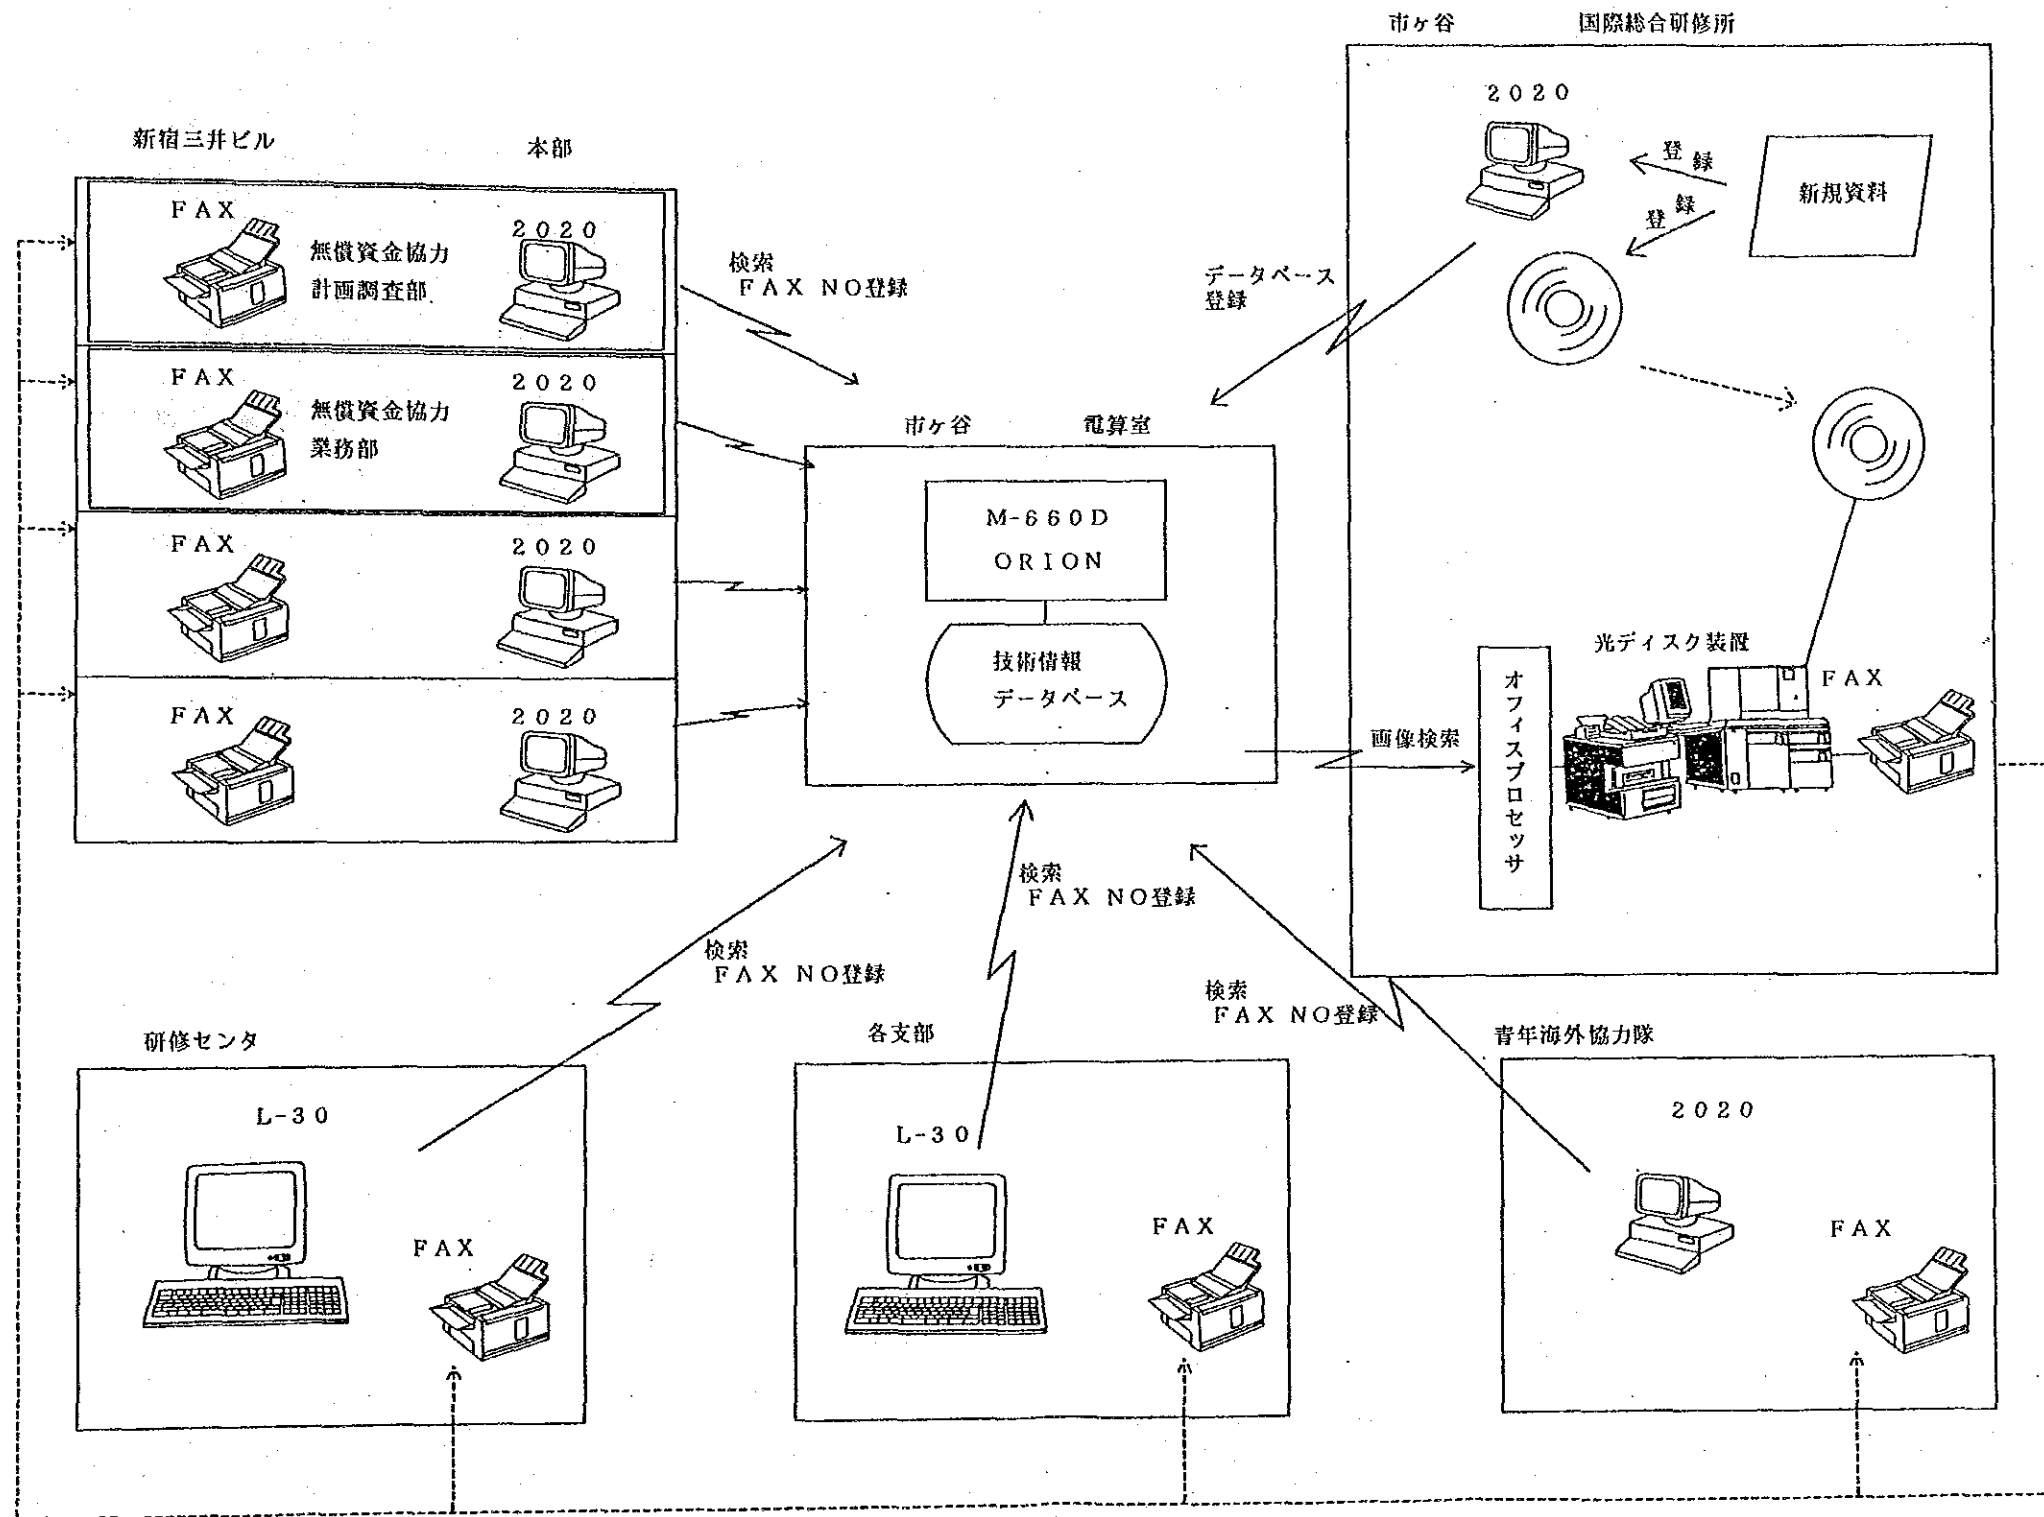 市ヶ谷　国際総合研修所
２０２０
登録
登録
新規資料
データベース
登録
新宿三井ビル　本部
ＦＡＸ
無償資金協力
計画調査部
２０２０
検索
ＦＡＸ ＮＯ登録
ＦＡＸ
無償資金協力
業務部
２０２０
ＦＡＸ
２０２０
ＦＡＸ
２０２０
市ヶ谷　電算室
Ｍ-６６０Ｄ
ＯＲＩＯＮ
技術情報
データベース
画像検索
オフィスプロセッサ
光ディスク装置
ＦＡＸ
検索
ＦＡＸ ＮＯ登録
検索
ＦＡＸ ＮＯ登録
検索
ＦＡＸ ＮＯ登録
研修センタ
Ｌ-３０
ＦＡＸ
各支部
Ｌ-３０
ＦＡＸ
青年海外協力隊
２０２０
ＦＡＸ